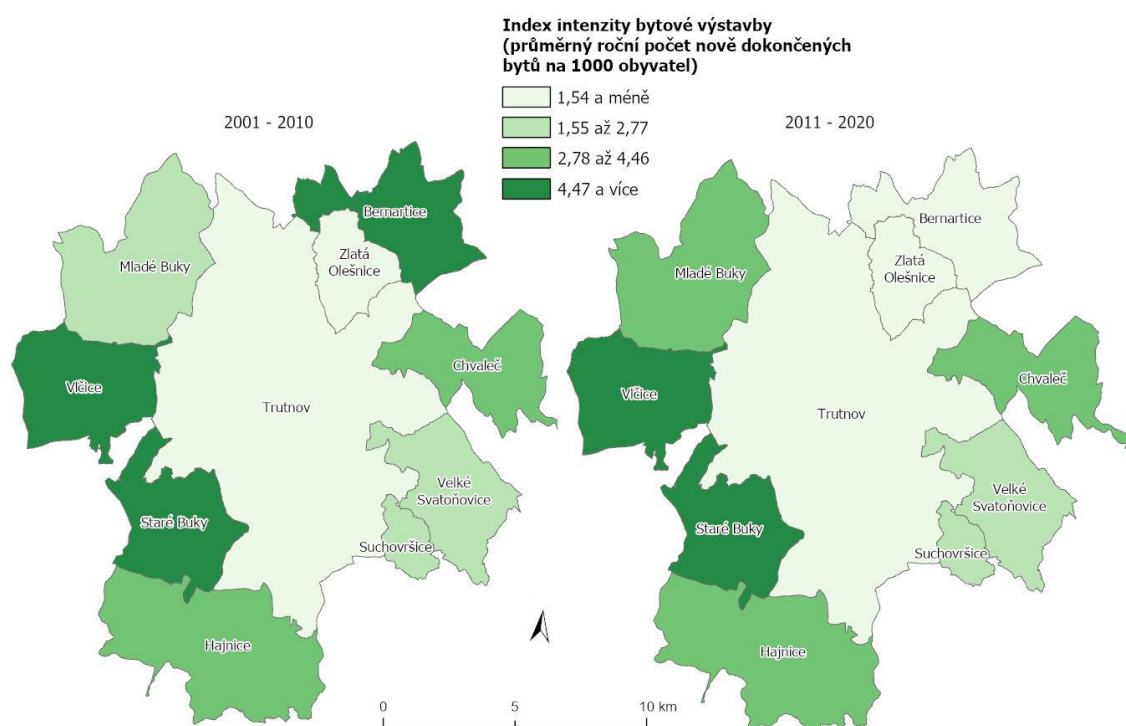 Index intenzity bytové výstavby
(průměrný roční počet nově dokončených
bytů na 1000 obyvatel)
1,54 a méně
1,55 až 2,77
2,78 až 4,46
4,47 a více
2001 - 2010
Bernartice
Zlatá
Olešnice
Mladé Buky
Chvaleč
Vlčice
Trutnov
Velké
Svatoňovice
Staré Buky
Suchovršice
Hajnice
2011 - 2020
Bernartice
Zlatá
Olešnice
Mladé Buky
Chvaleč
Vlčice
Trutnov
Velké
Svatoňovice
Staré Buky
Suchovršice
Hajnice
0 5 10 km